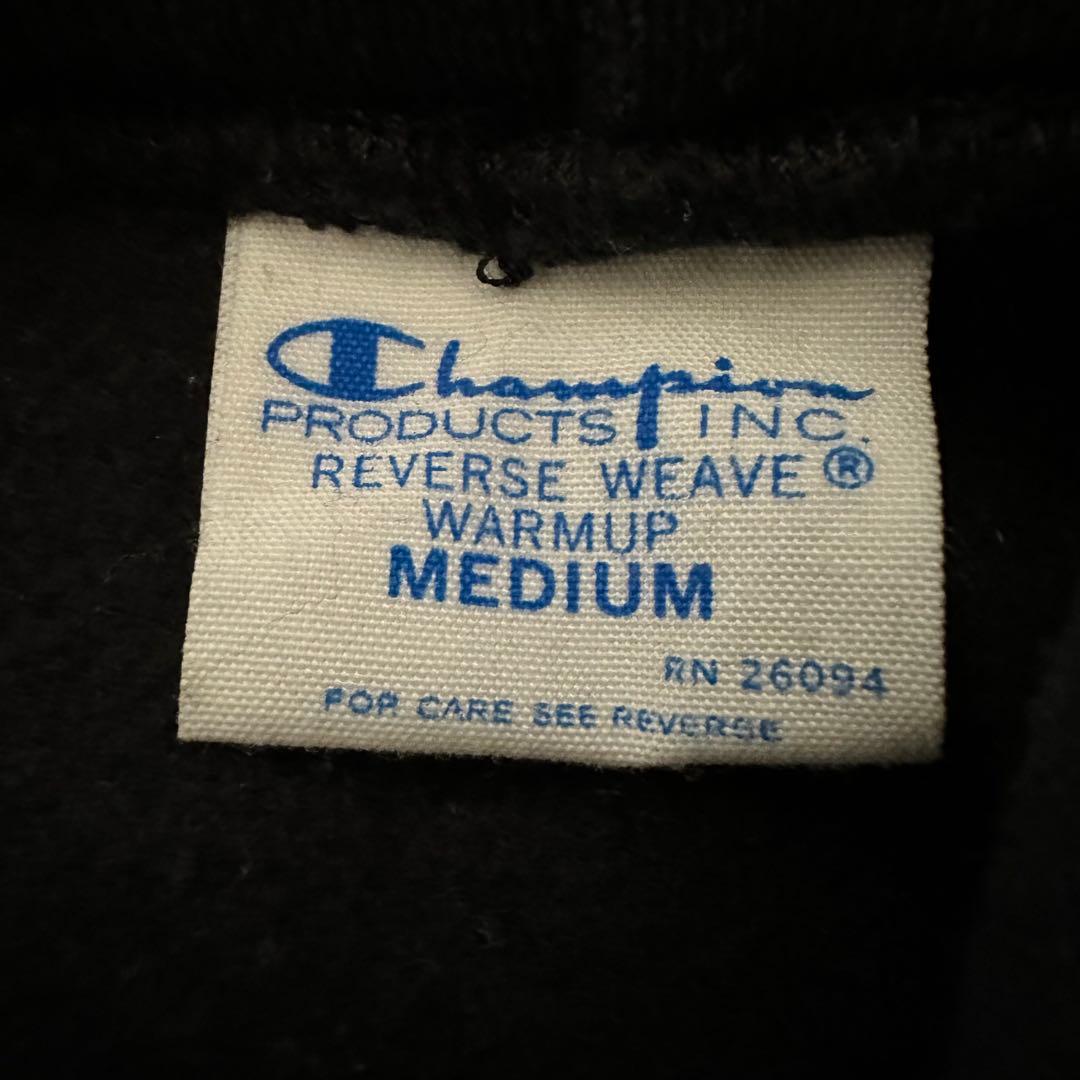 Champion
PRODUCTS INC.
REVERSE WEAVE®
WARMUP
MEDIUM
RN 26094
FOR CARE SEE REVERSE